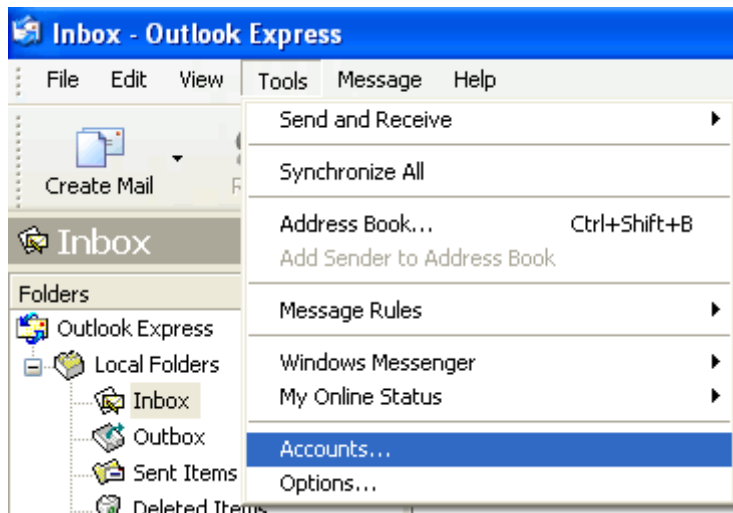 Inbox - Outlook Express
File Edit View Tools Message Help
Send and Receive
Synchronize All
Address Book... Ctrl+Shift+B
Add Sender to Address Book
Message Rules
Windows Messenger
My Online Status
Accounts...
Options...
Create Mail
Inbox
Folders
Outlook Express
Local Folders
Inbox
Outbox
Sent Items
Deleted Items